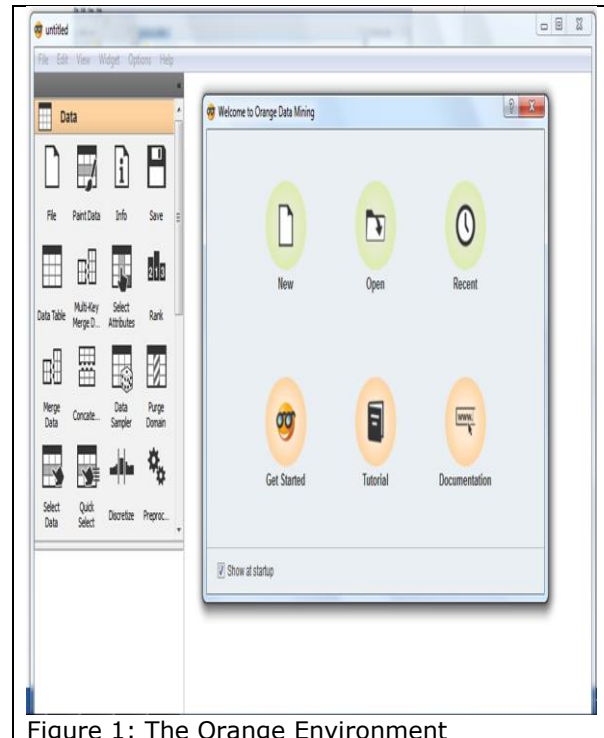 untitled
File Edit View Widget Options Help
Data
File Paint Data Info Save
Data Table Multi-Key Merge D... Select Attributes Rank
Merge Data Concate... Data Sampler Purge Domain
Select Data Quick Select Discretize Preproc...
Welcome to Orange Data Mining
New Open Recent
www.
Get Started Tutorial Documentation
Show at startup
Figure 1: The Orange Environment